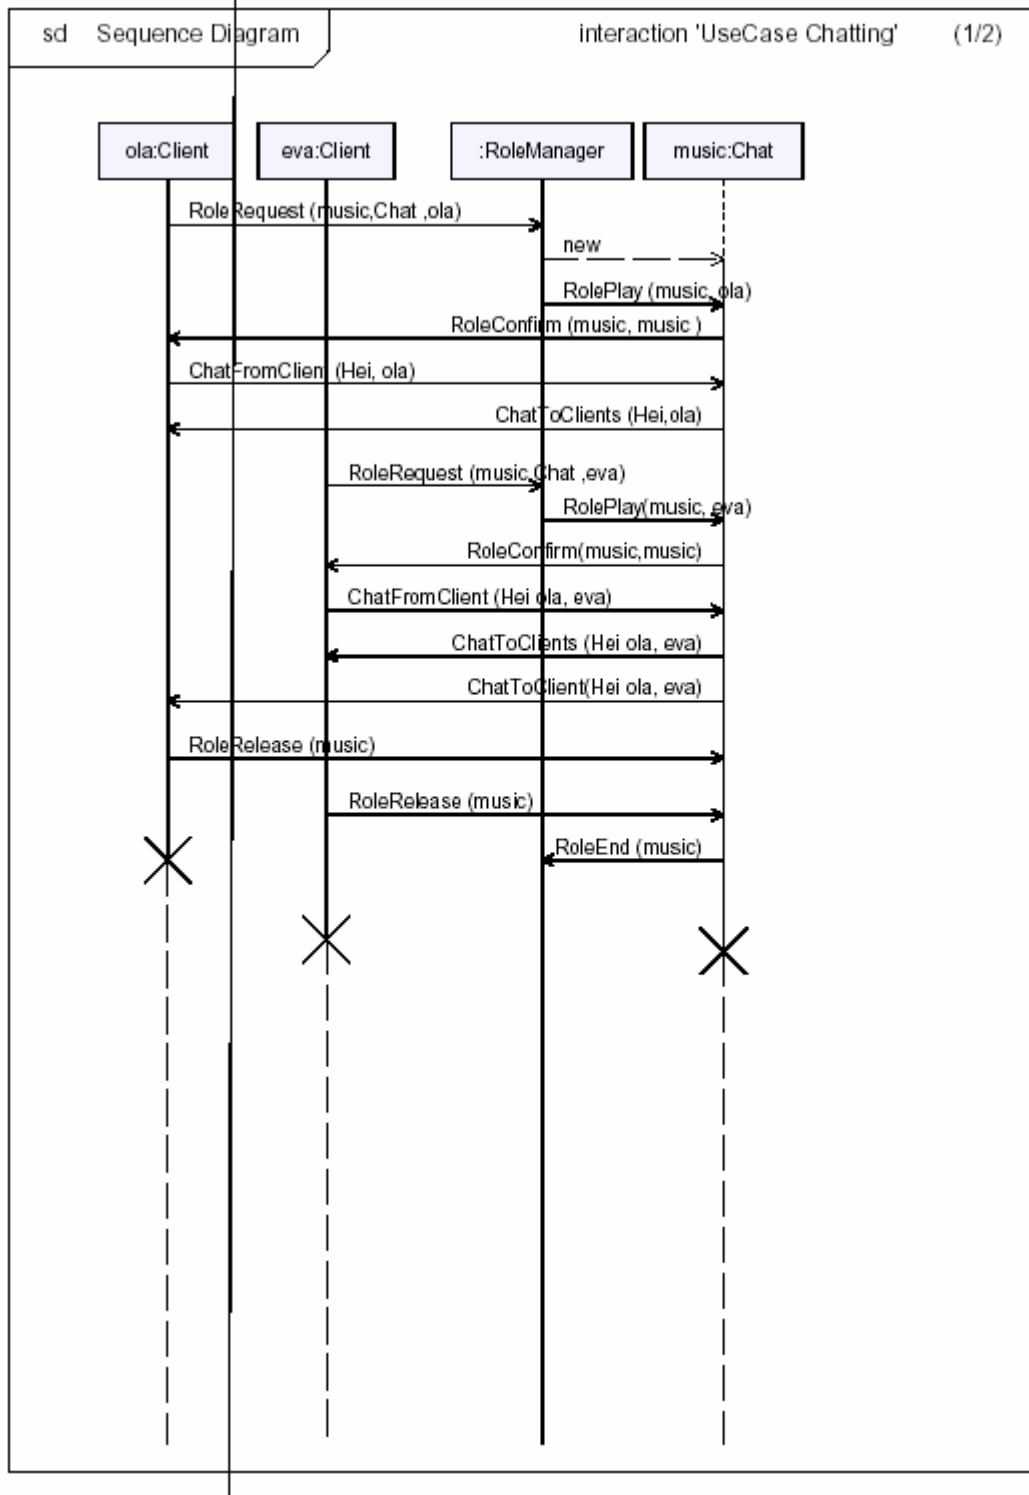 sd Sequence Diagram interaction 'UseCase Chatting' (1/2)
ola:Client eva:Client :RoleManager music:Chat
RoleRequest (music,Chat ,ola)
new
RolePlay (music, ola)
RoleConfirm (music, music )
ChatFromClient (Hei, ola)
ChatToClients (Hei,ola)
RoleRequest (music,Chat ,eva)
RolePlay(music, eva)
RoleConfirm(music,music)
ChatFromClient (Hei ola, eva)
ChatToClients (Hei ola, eva)
ChatToClient(Hei ola, eva)
RoleRelease (music)
RoleRelease (music)
RoleEnd (music)